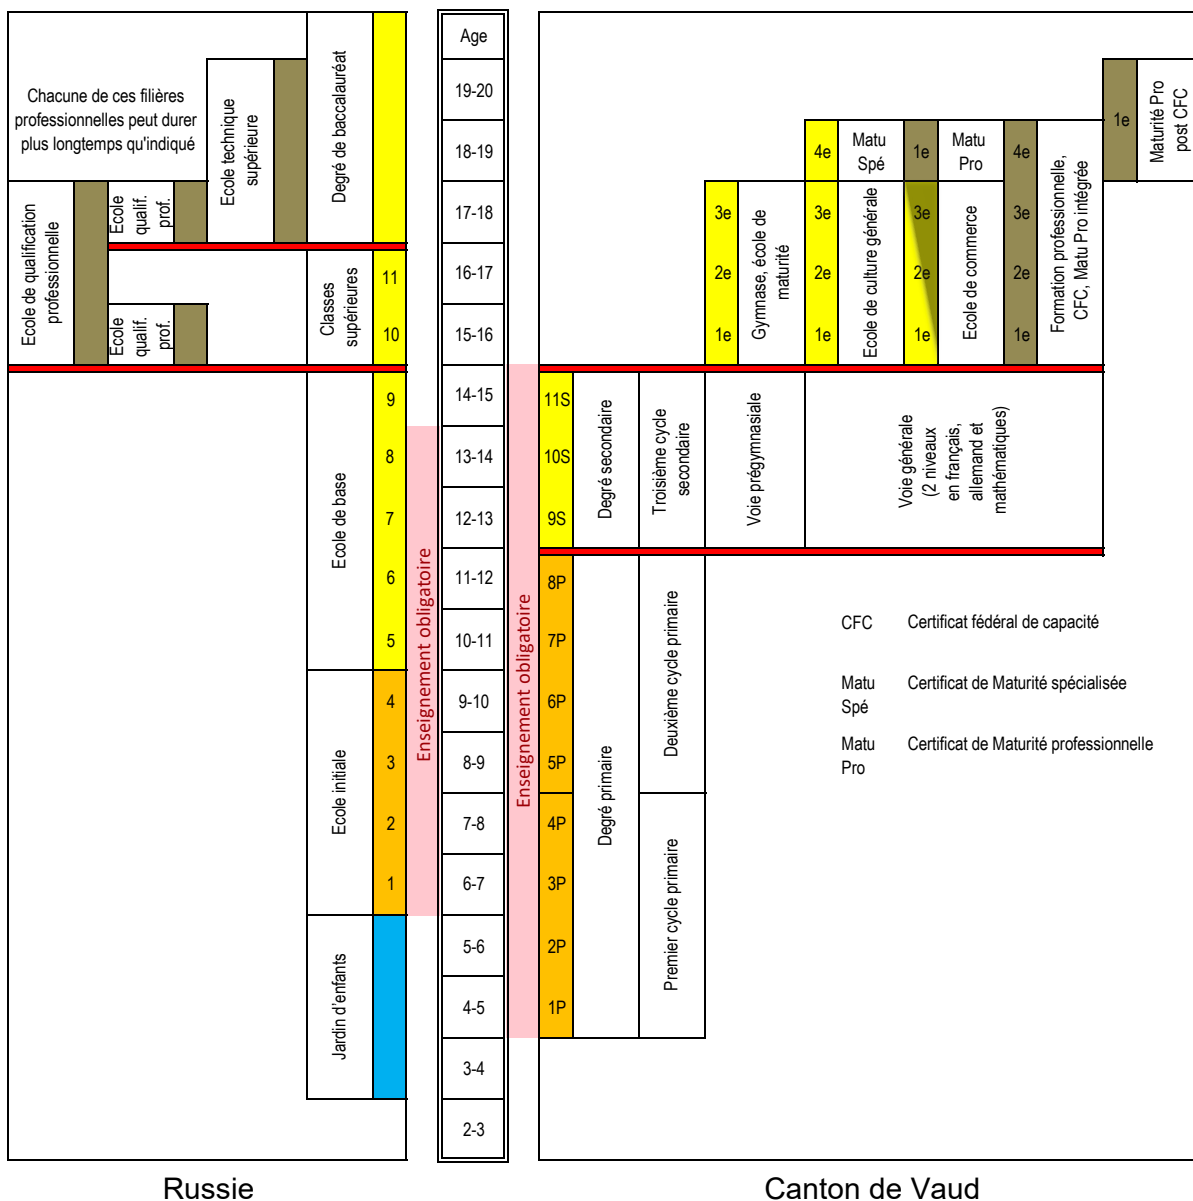 Chacune de ces filières
professionnelles peut durer
plus longtemps qu'indiqué
Ecole de qualification
professionnelle
Ecole
qualif.
prof.
Ecole
qualif.
prof.
Ecole technique
supérieure
Degré de baccalauréat
Classes
supérieures
11
10
Ecole de base
9
8
7
6
5
Ecole initiale
4
3
2
1
Jardin d'enfants
Enseignement obligatoire
Age
19-20
18-19
17-18
16-17
15-16
14-15
13-14
12-13
11-12
10-11
9-10
8-9
7-8
6-7
5-6
4-5
3-4
2-3
Enseignement obligatoire
11S
10S
9S
8P
7P
6P
5P
4P
3P
2P
1P
Degré secondaire
Degré primaire
Troisième cycle
secondaire
Deuxième cycle primaire
Premier cycle primaire
Voie prégymnasiale
Voie générale
(2 niveaux
en français,
allemand et
mathématiques)
3e
2e
1e
Gymnase, école de
maturité
4e
3e
2e
1e
Matu
Spé
Ecole de culture générale
1e
3e
2e
1e
Matu
Pro
Ecole de commerce
4e
3e
2e
1e
Formation professionnelle,
CFC, Matu Pro intégrée
1e
Maturité Pro
post CFC
CFC Certificat fédéral de capacité
Matu Certificat de Maturité spécialisée
Spé
Matu Certificat de Maturité professionnelle
Pro
Russie
Canton de Vaud